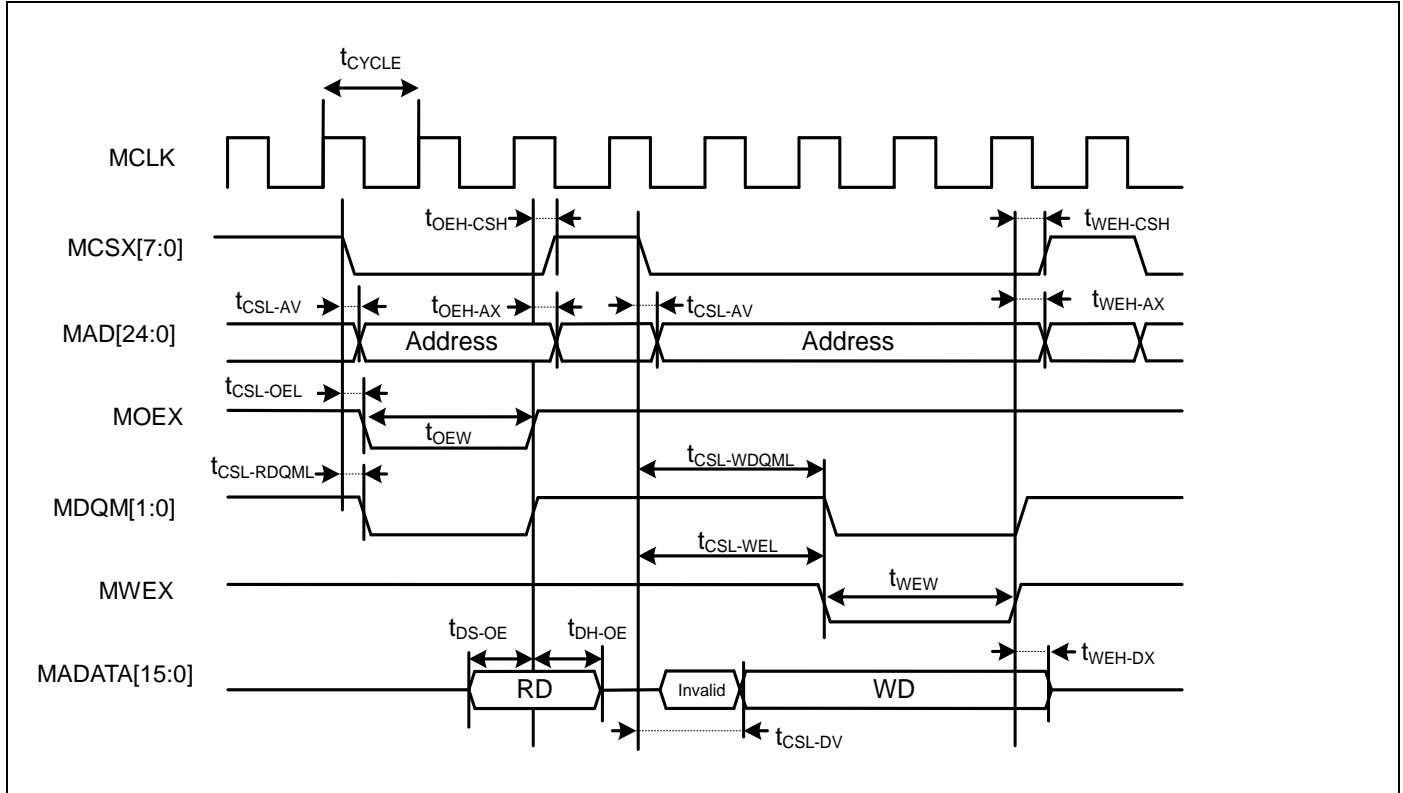 tCYCLE
MCLK
tOEH-CSH
tWEH-CSH
MCSX[7:0]
tCSL-AV
tOEH-AX
tCSL-AV
tWEH-AX
MAD[24:0]
Address
Address
tCSL-OEL
MOEX
tOEW
tCSL-RDQML
tCSL-WDQML
MDQM[1:0]
tCSL-WEL
MWEX
tWEW
tDS-OE
tDH-OE
tWEH-DX
MADATA[15:0]
RD
Invalid
WD
tCSL-DV